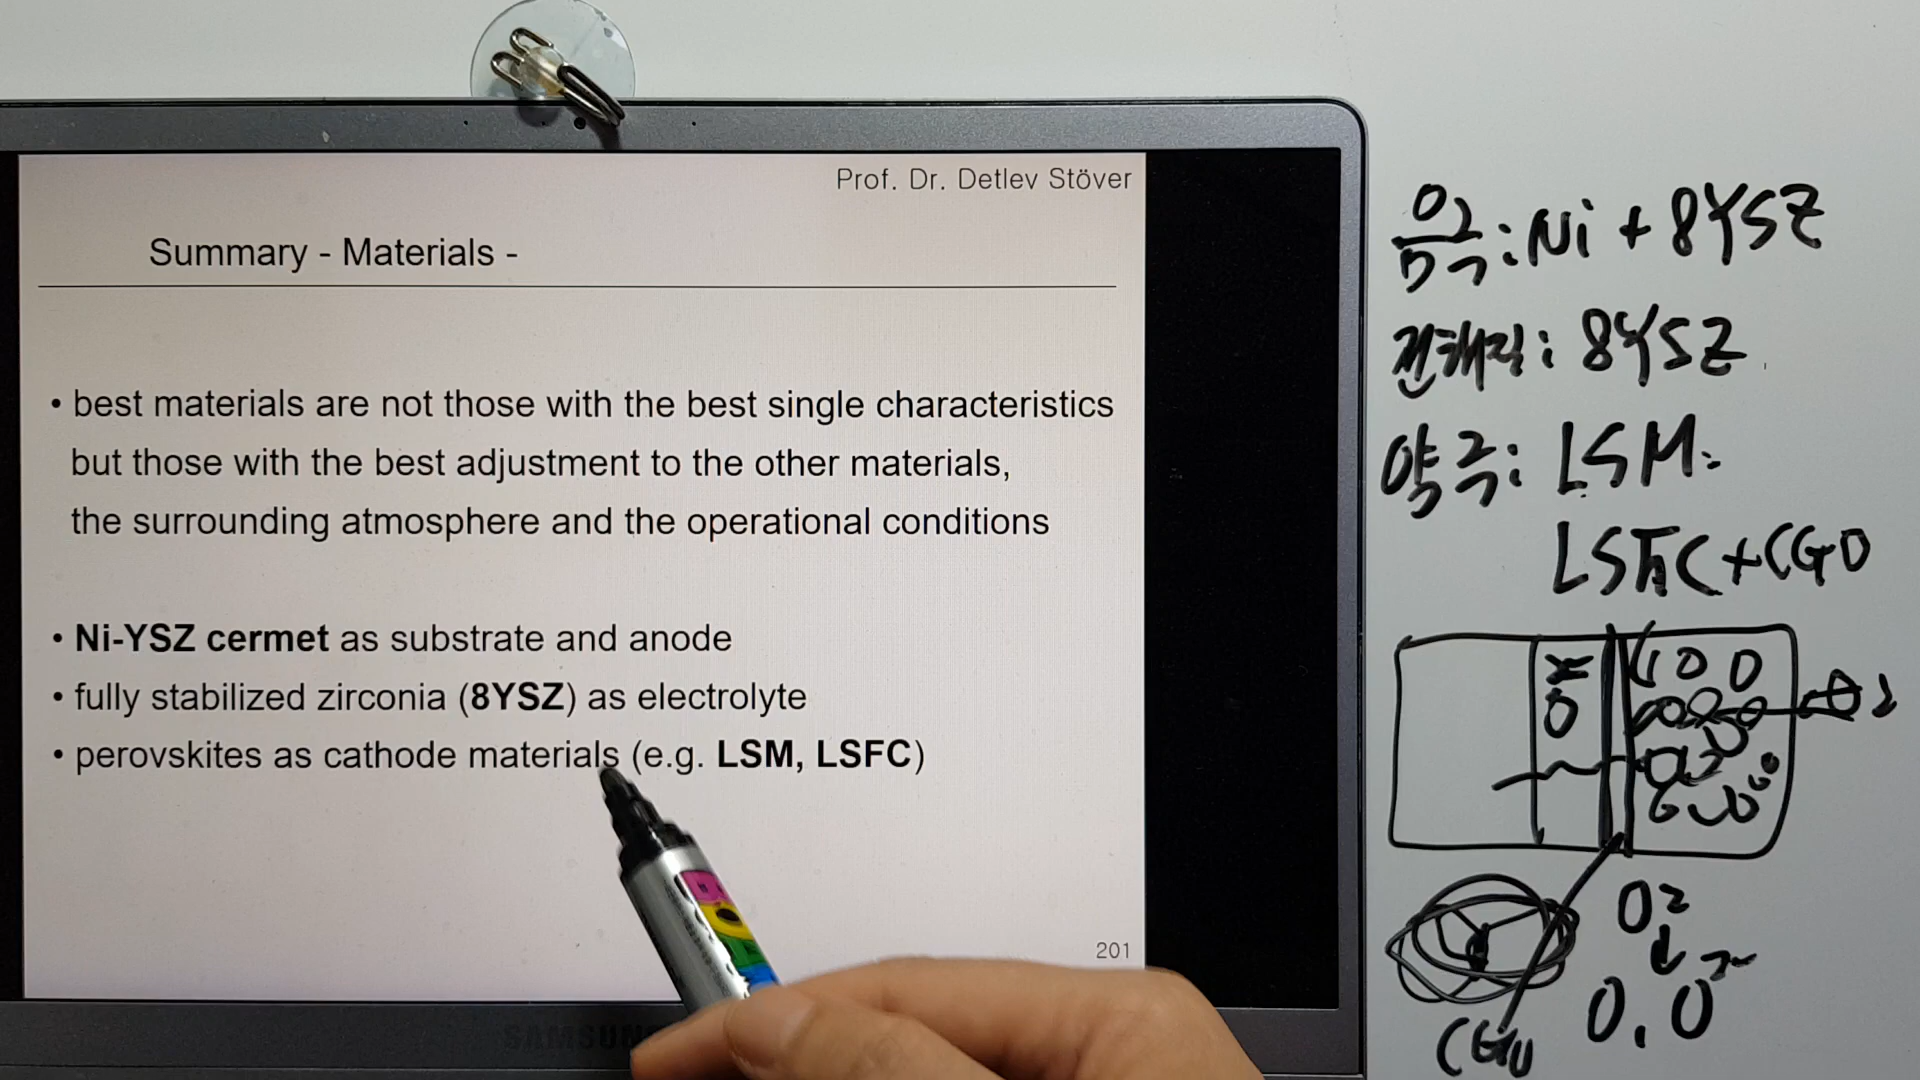 Prof. Dr. Detlev Stöver
Summary - Materials -
• best materials are not those with the best single characteristics
but those with the best adjustment to the other materials,
the surrounding atmosphere and the operational conditions
• Ni-YSZ cermet as substrate and anode
• fully stabilized zirconia (8YSZ) as electrolyte
• perovskites as cathode materials (e.g. LSM, LSFC)
201
SAMSUNG
음극: Ni + 8YSZ
전해질: 8YSZ
양극: LSM
LSFC + CGO
O2
O2
O, O2-
CGO